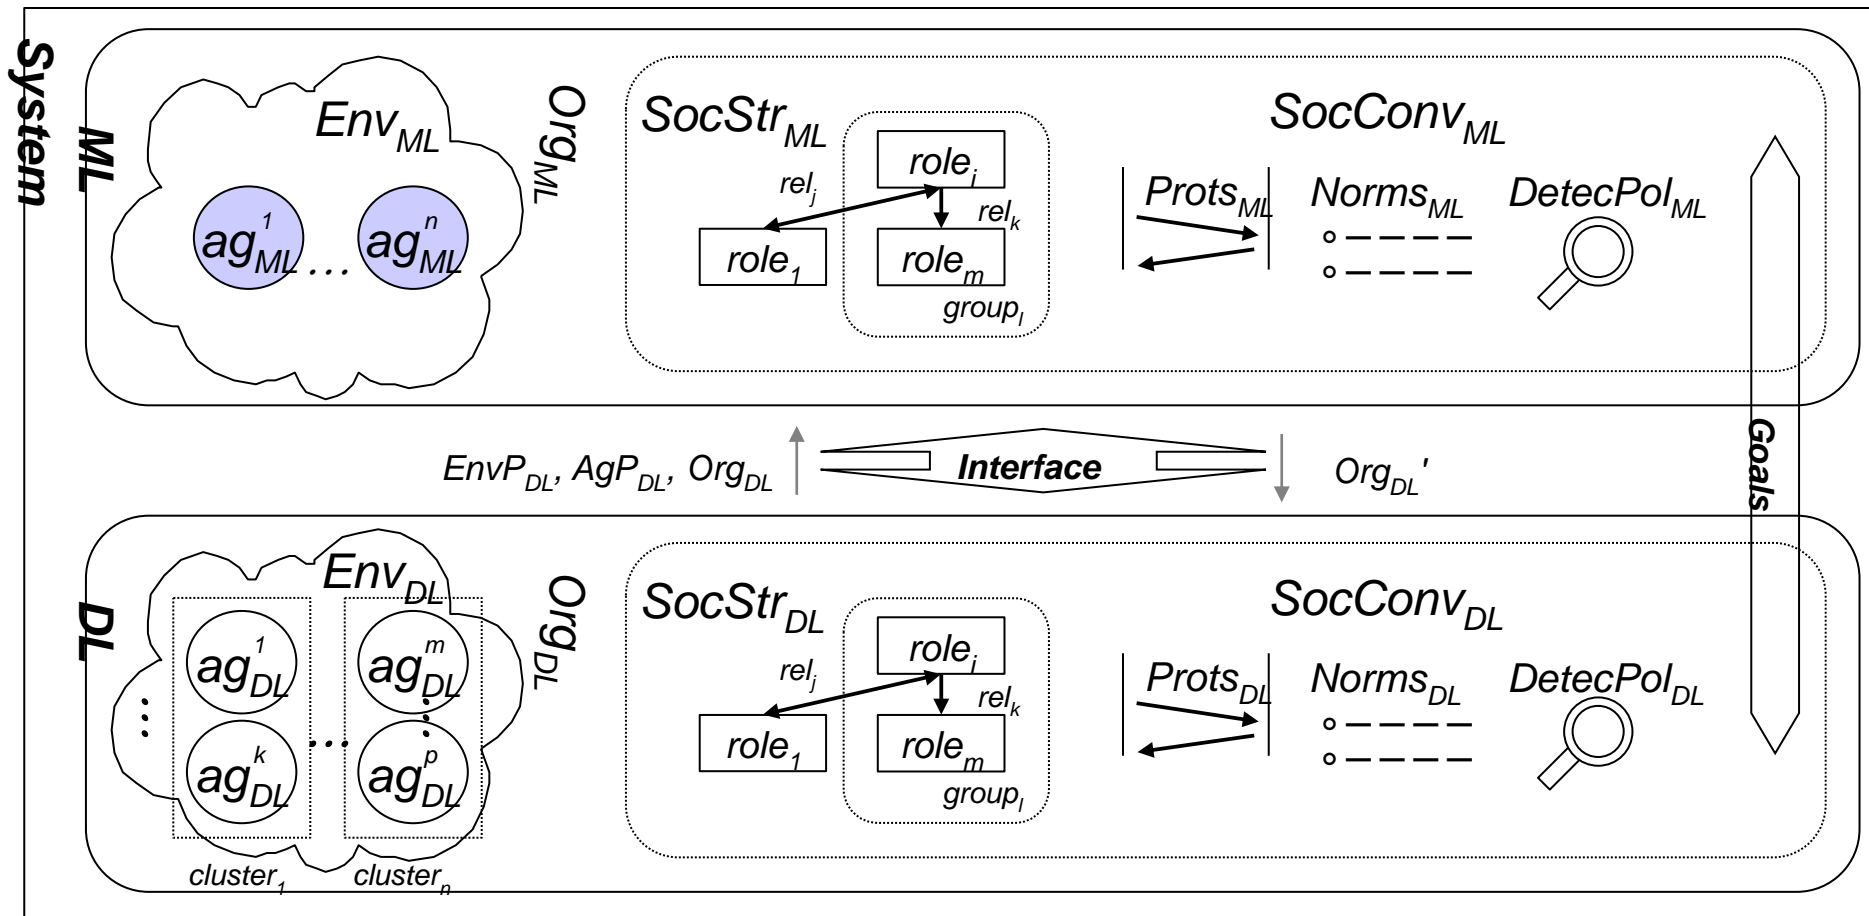 System
ML
Env_ML
ag^1_ML ... ag^n_ML
Org_ML
SocStr_ML
role_i
rel_j
rel_k
role_1
role_m
group_l
SocConv_ML
Prots_ML
Norms_ML
DetecPol_ML
EnvP_DL, AgP_DL, Org_DL
Interface
Org_DL'
Goals
DL
Env_DL
ag^1_DL
ag^m_DL
...
ag^k_DL
...
ag^p_DL
cluster_1
cluster_n
Org_DL
SocStr_DL
role_i
rel_j
rel_k
role_1
role_m
group_l
SocConv_DL
Prots_DL
Norms_DL
DetecPol_DL